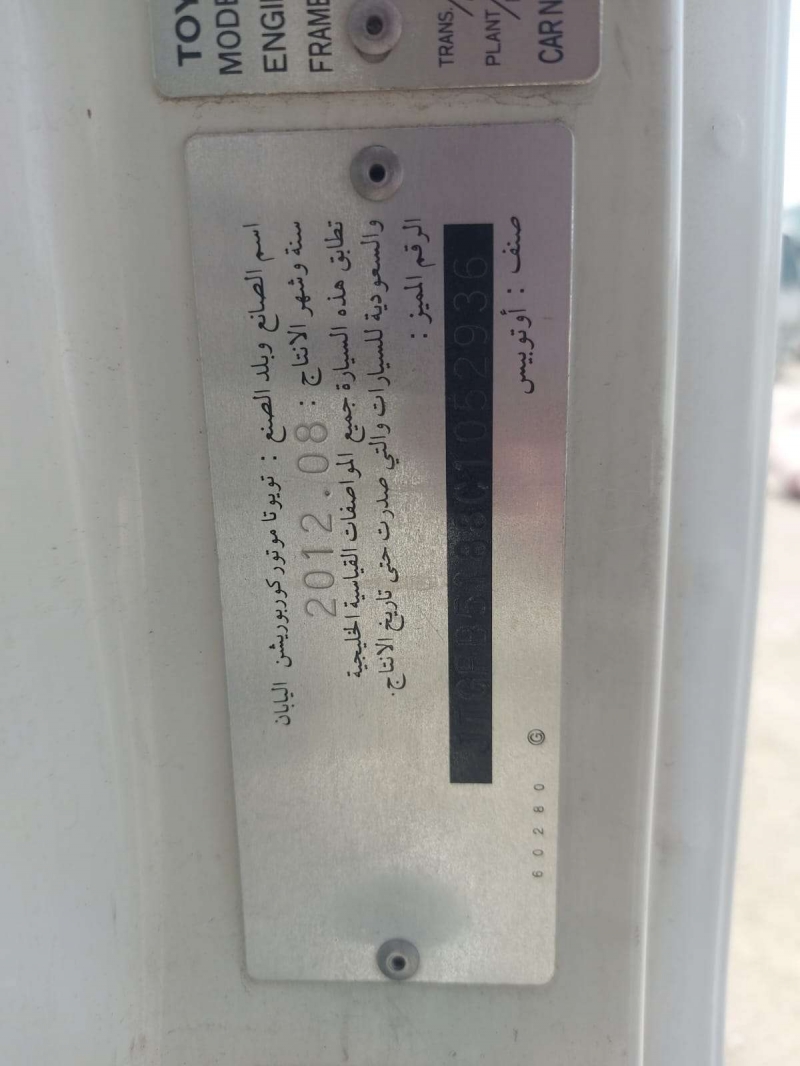 TOY
MODE
ENGI
FRAME
TRANS/
PLANT/
CAR N
اسم الصانع وبلد الصنع : تويوتا موتور كوربوريشن اليابان
سنة وشهر الانتاج : 2012.08
تطابق هذه السيارة جميع المواصفات القياسية الخليجية
والسعودية للسيارات والتي صدرت حتى تاريخ الانتاج.
الرقم المميز :
JTGFB5188C1052936
صنف : أوتوبيس
60280 G